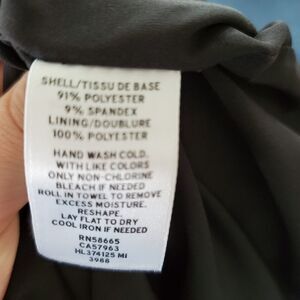 SHELL/TISSU DE BASE
91% POLYESTER
9% SPANDEX
LINING/DOUBLURE
100% POLYESTER
HAND WASH COLD.
WITH LIKE COLORS
ONLY NON-CHLORINE
BLEACH IF NEEDED
ROLL IN TOWEL TO REMOVE
EXCESS MOISTURE.
RESHAPE.
LAY FLAT TO DRY
COOL IRON IF NEEDED
RN58665
CA57963
HL374125 MI
3988